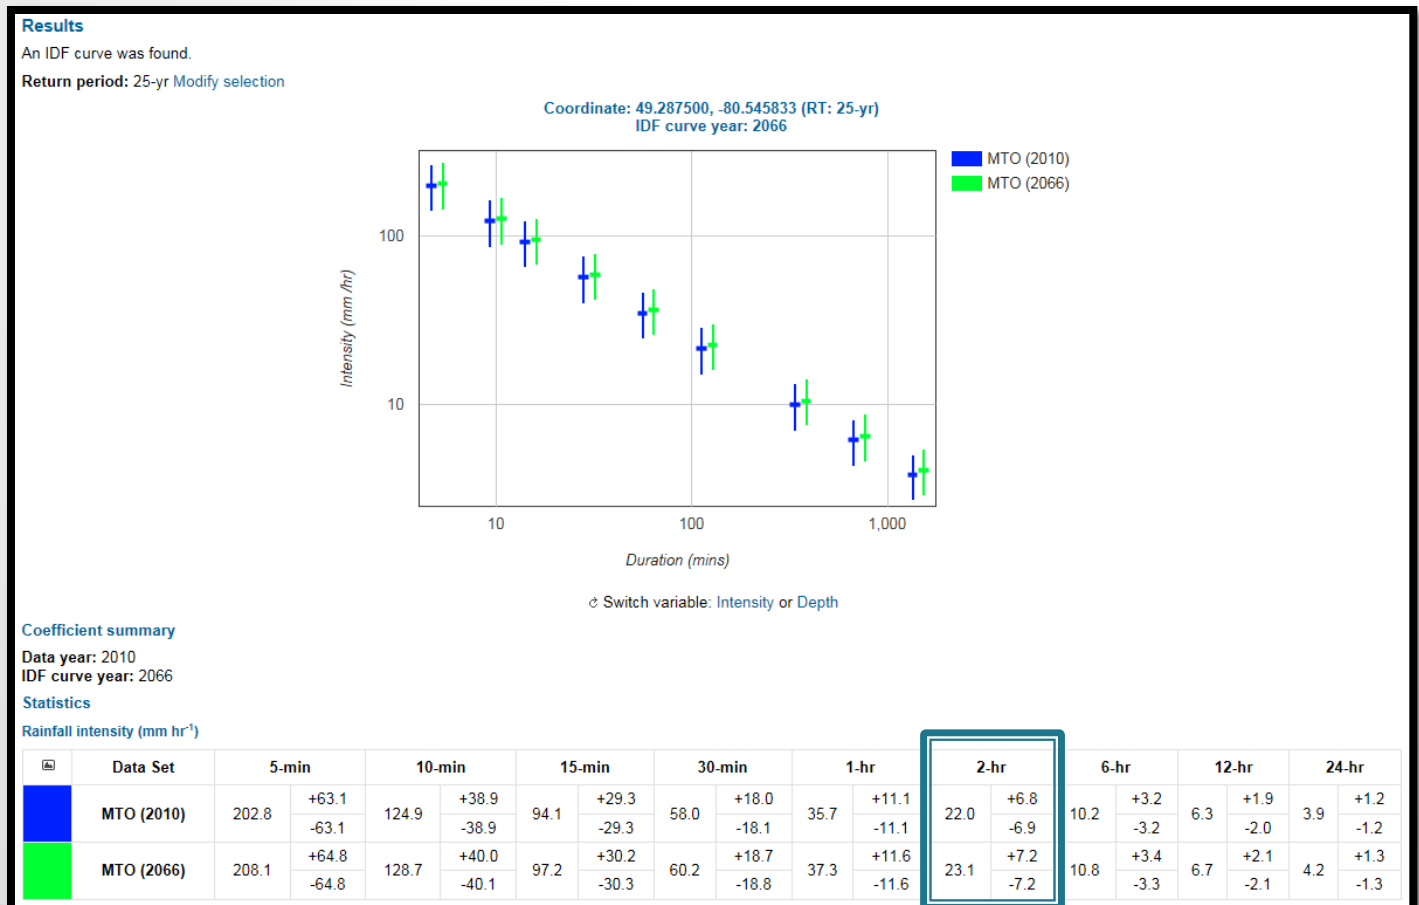 Results
An IDF curve was found.
Return period: 25-yr Modify selection
Coordinate: 49.287500, -80.545833 (RT: 25-yr)
IDF curve year: 2066
MTO (2010)
MTO (2066)
100
10
Intensity (mm /hr)
10 100 1,000
Duration (mins)
Switch variable: Intensity or Depth
Coefficient summary
Data year: 2010
IDF curve year: 2066
Statistics
Rainfall intensity (mm hr⁻¹)
Data Set 5-min 10-min 15-min 30-min 1-hr 2-hr 6-hr 12-hr 24-hr
+63.1 +38.9 +29.3 +18.0 +11.1 +6.8 +3.2 +1.9 +1.2
MTO (2010) 202.8 124.9 94.1 58.0 35.7 22.0 10.2 6.3 3.9
-63.1 -38.9 -29.3 -18.1 -11.1 -6.9 -3.2 -2.0 -1.2
+64.8 +40.0 +30.2 +18.7 +11.6 +7.2 +3.4 +2.1 +1.3
MTO (2066) 208.1 128.7 97.2 60.2 37.3 23.1 10.8 6.7 4.2
-64.8 -40.1 -30.3 -18.8 -11.6 -7.2 -3.3 -2.1 -1.3